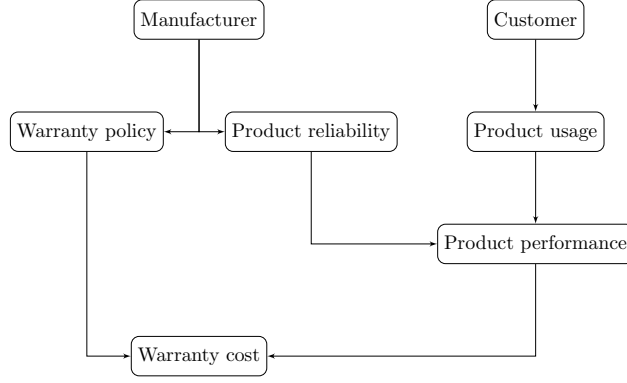 Manufacturer
Customer
Warranty policy
Product reliability
Product usage
Product performance
Warranty cost